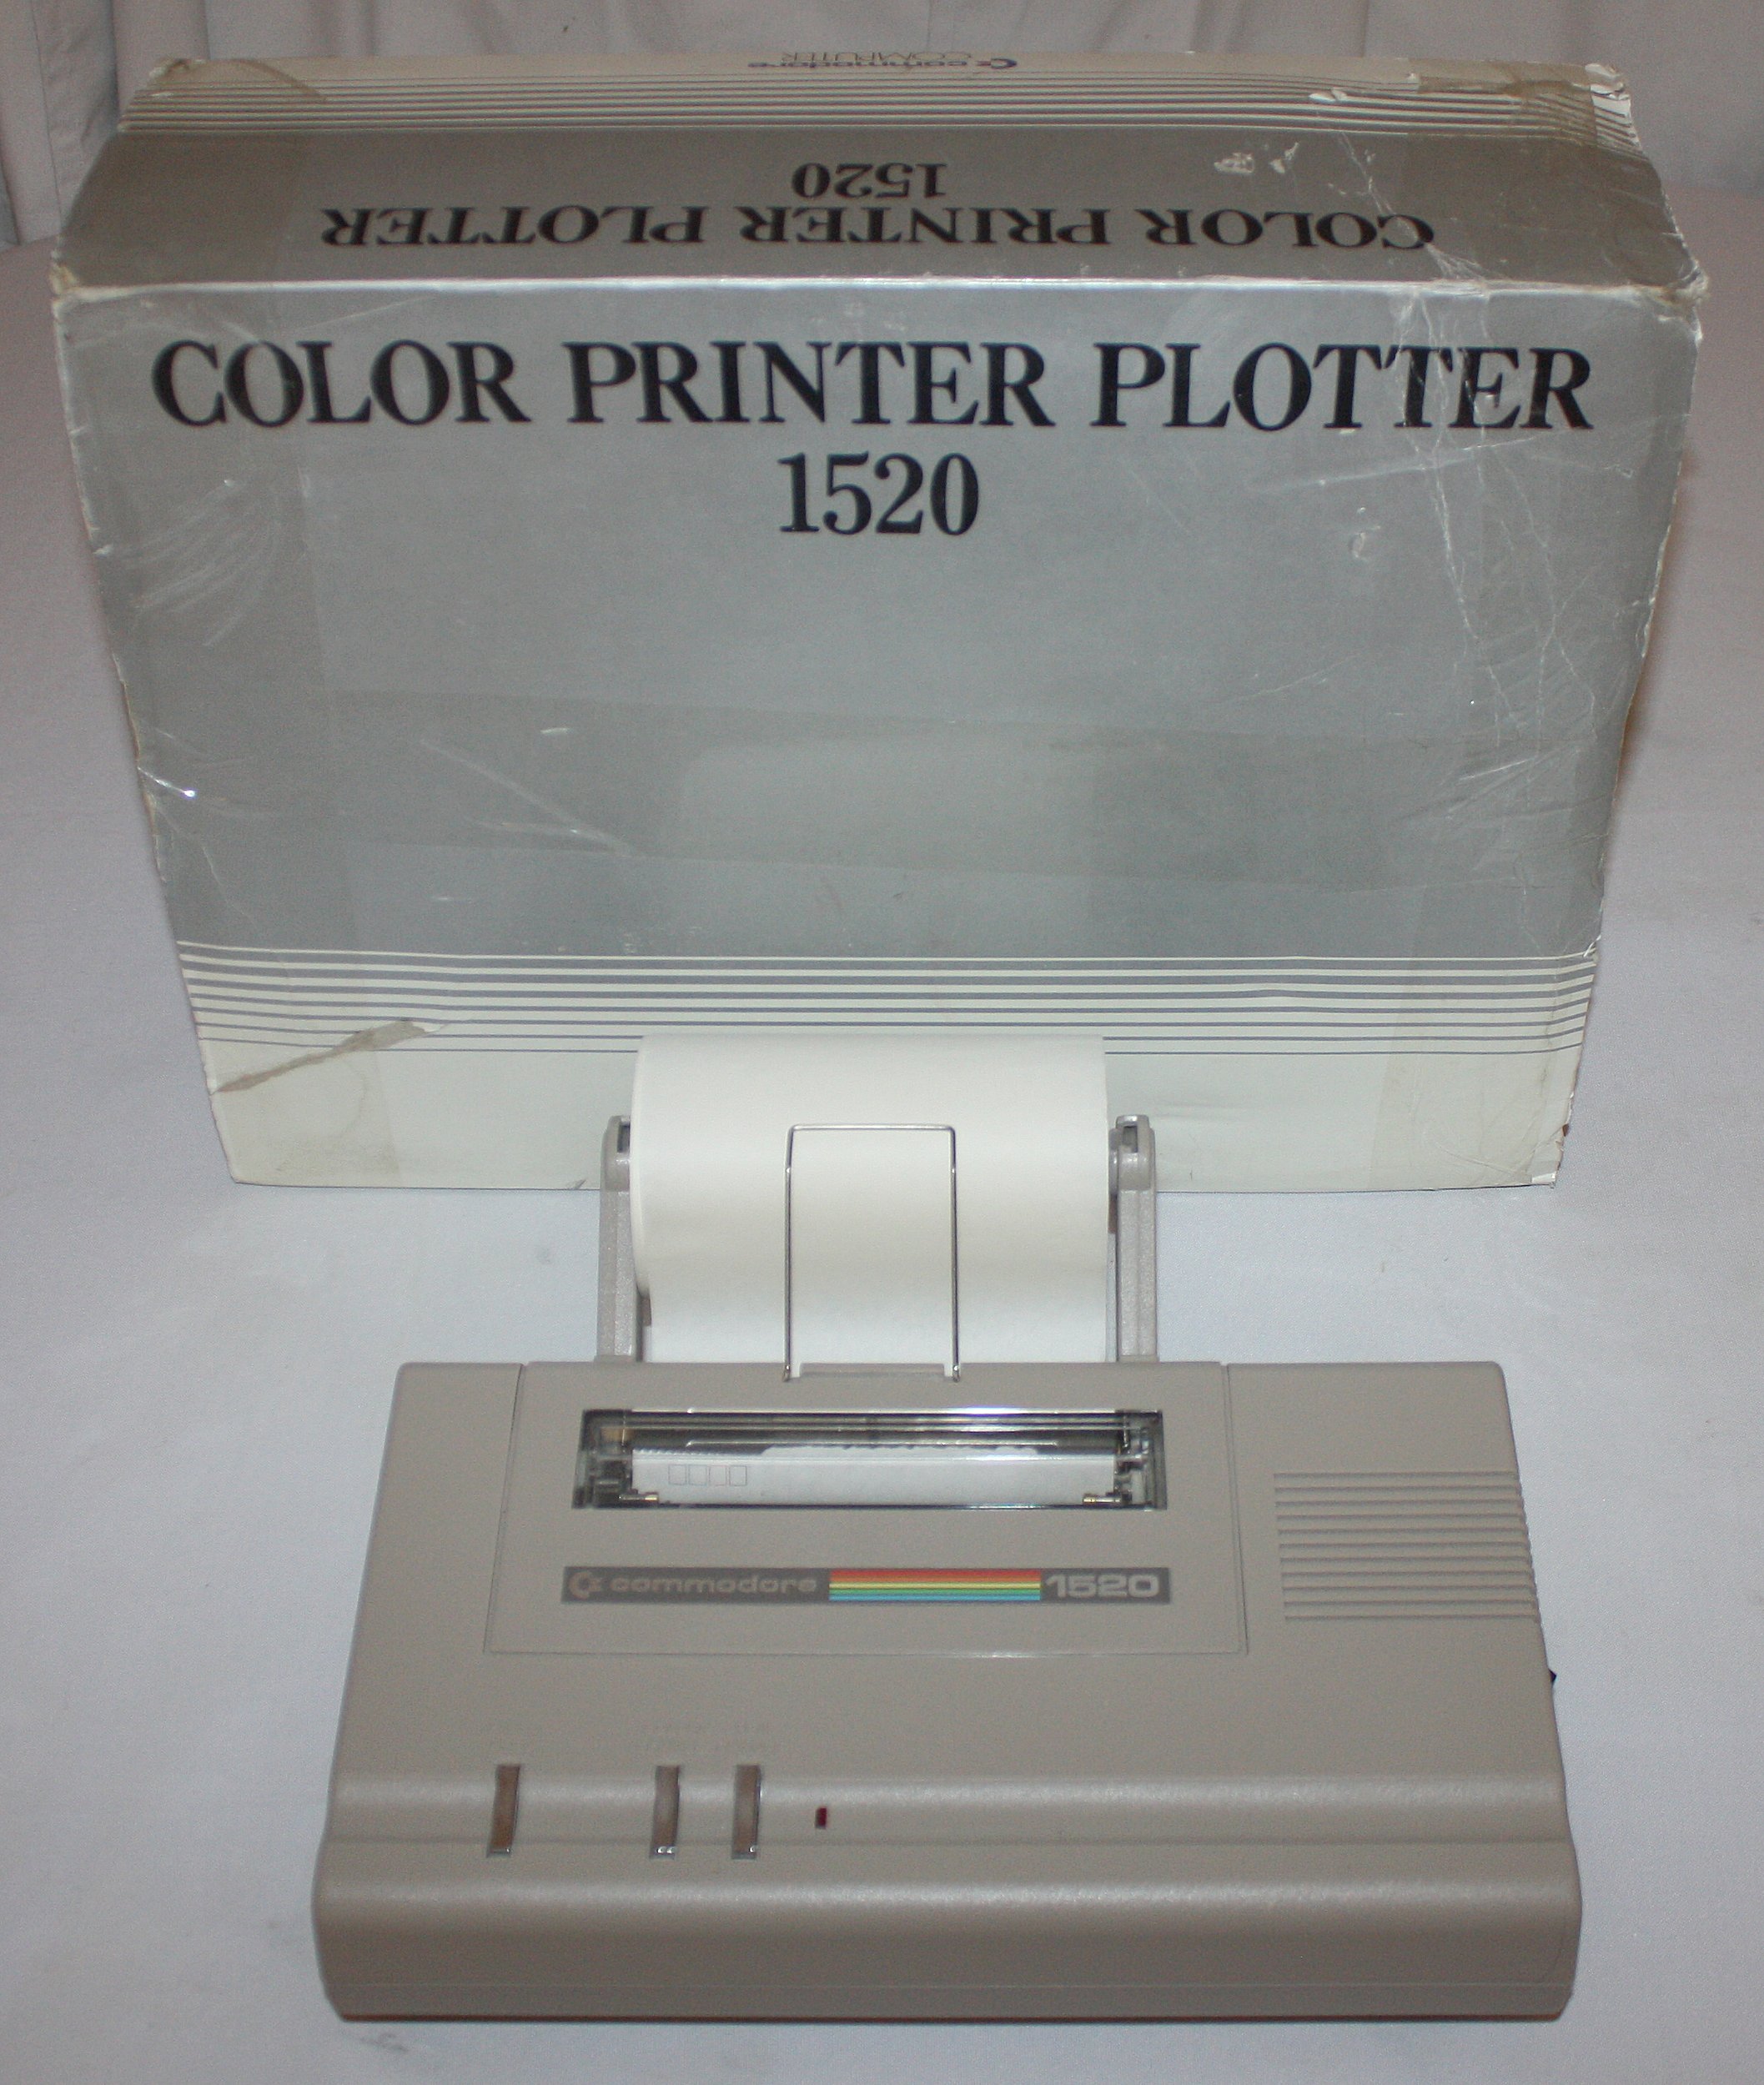 commodore
COMPUTER
1520
COLOR PRINTER PLOTTER
COLOR PRINTER PLOTTER
1520
commodore 1520